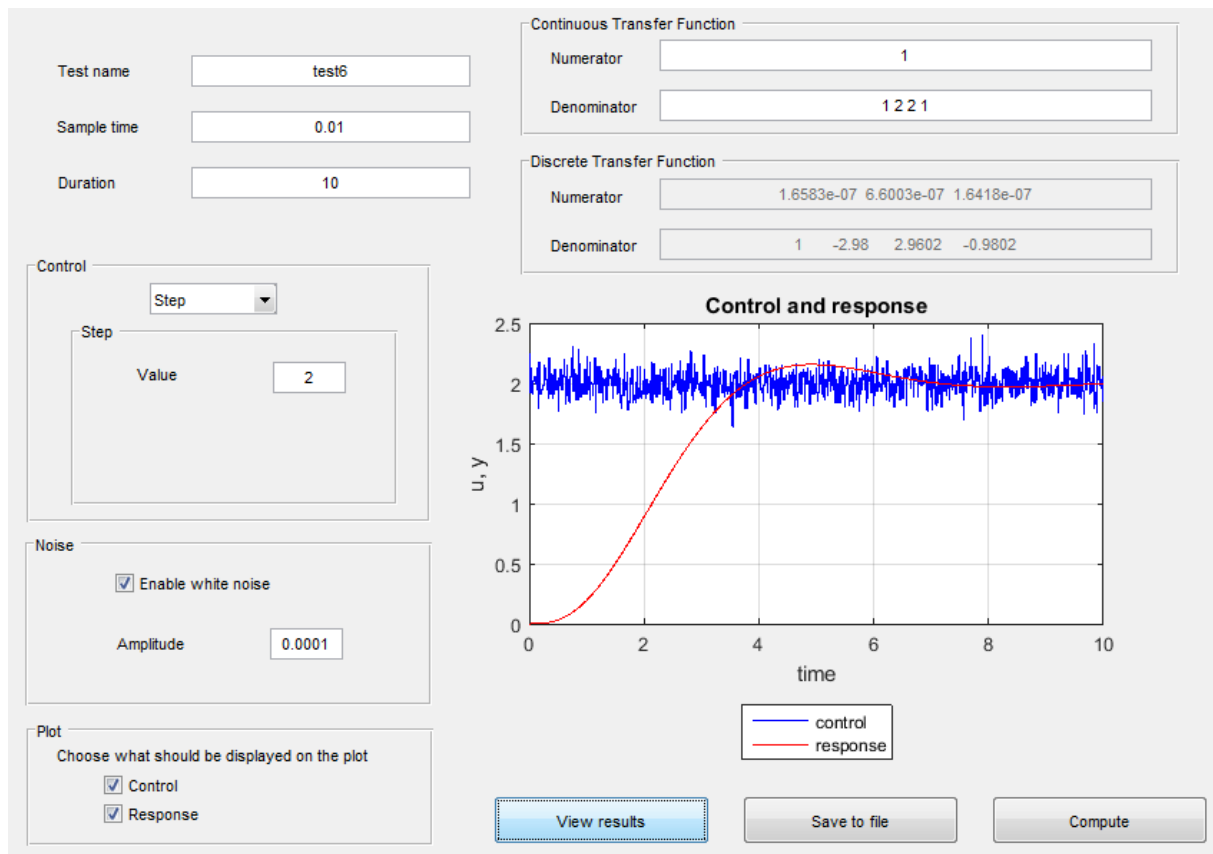 Test name
test6
Sample time
0.01
Duration
10
Continuous Transfer Function
Numerator
1
Denominator
1 2 2 1
Discrete Transfer Function
Numerator
1.6583e-07 6.6003e-07 1.6418e-07
Denominator
1 -2.98 2.9602 -0.9802
Control
Step
Step
Value
2
Noise
Enable white noise
Amplitude
0.0001
Plot
Choose what should be displayed on the plot
Control
Response
Control and response
2.5
2
1.5
1
0.5
0
u, y
0 2 4 6 8 10
time
control
response
View results
Save to file
Compute